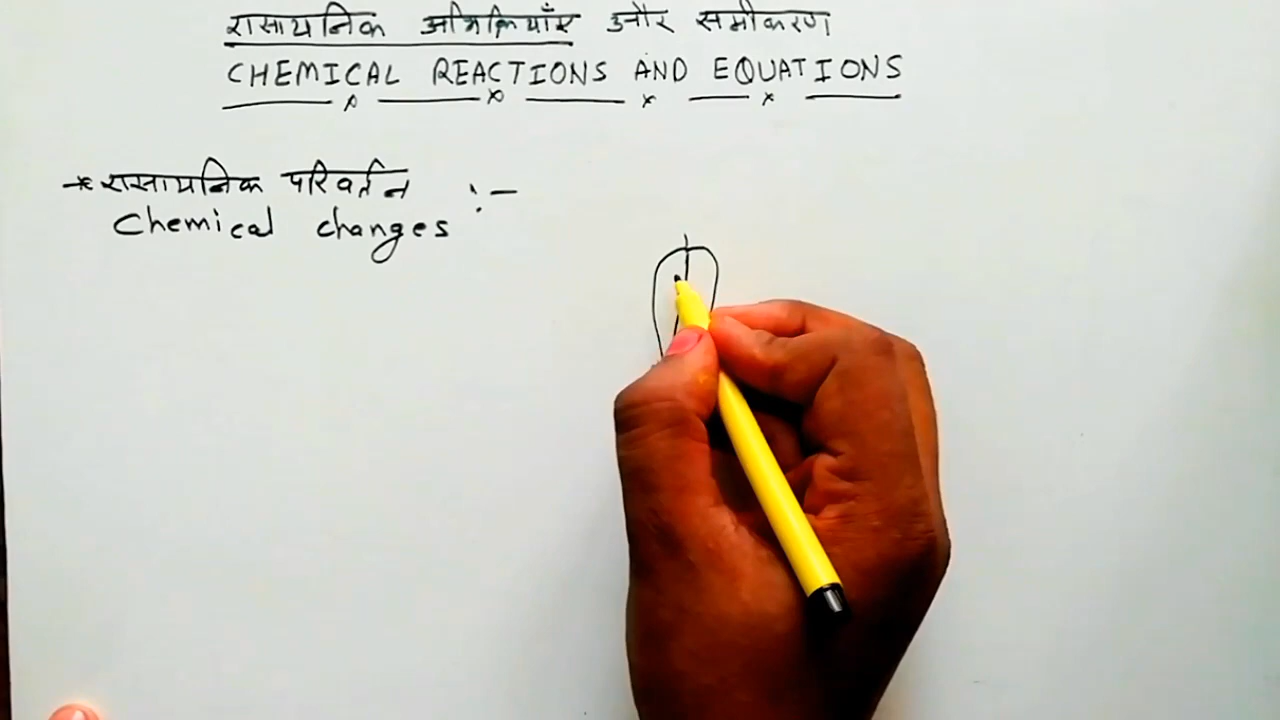 रासायनिक अभिक्रियाँए और समीकरण
CHEMICAL REACTIONS AND EQUATIONS
* रासायनिक परिवर्तन :-
Chemical changes